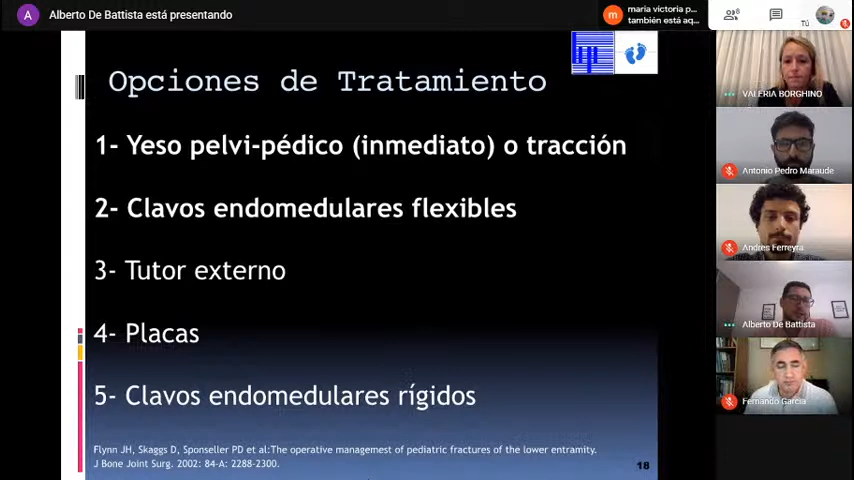 A Alberto De Battista está presentando
m maria victoria p...
también está aq...
8
Tú
Opciones de Tratamiento
1- Yeso pelvi-pédico (inmediato) o tracción
2- Clavos endomedulares flexibles
3- Tutor externo
4- Placas
5- Clavos endomedulares rígidos
Flynn JH, Skaggs D, Sponseller PD et al:The operative managemest of pediatric fractures of the lower entramity.
J Bone Joint Surg. 2002: 84-A: 2288-2300.
18
VALERIA BORGHINO
Antonio Pedro Maraude
Andres Ferreyra
Alberto De Battista
Fernando Garcia